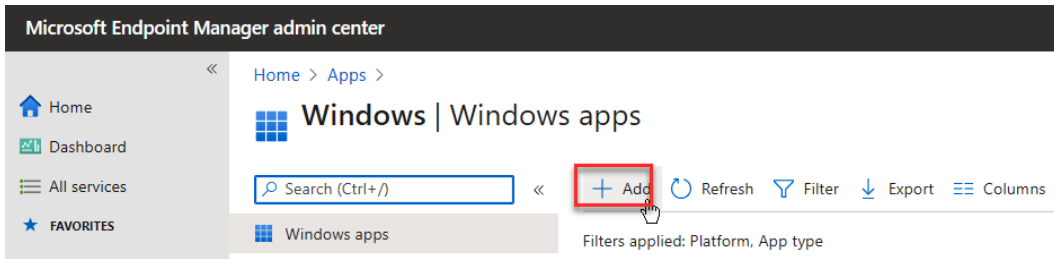 Microsoft Endpoint Manager admin center
Home > Apps >
Home
Windows | Windows apps
Dashboard
All services
Search (Ctrl+/)
Add Refresh Filter Export Columns
FAVORITES
Windows apps
Filters applied: Platform, App type